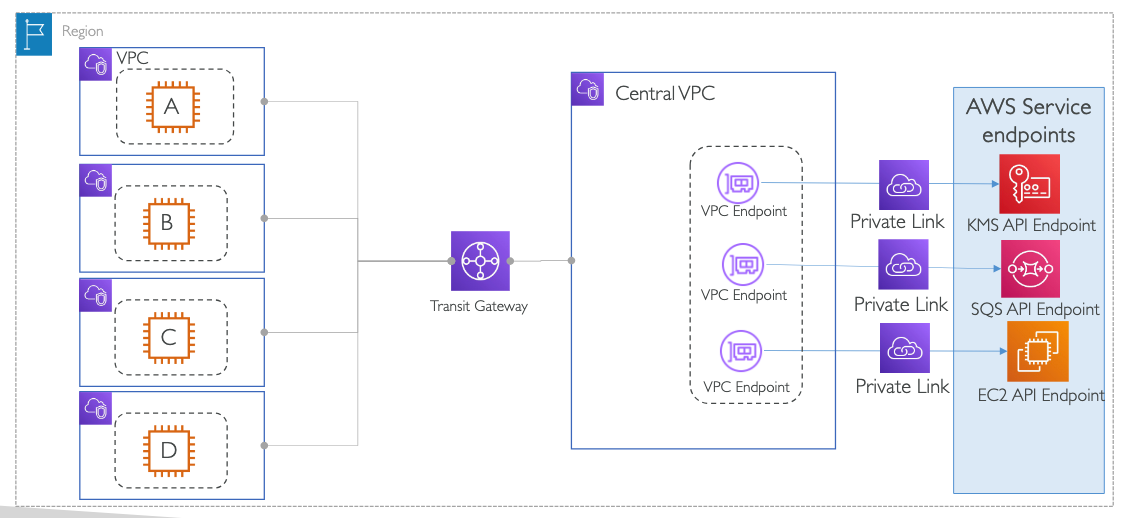 Region
VPC
A
B
C
D
Transit Gateway
Central VPC
VPC Endpoint
VPC Endpoint
VPC Endpoint
Private Link
Private Link
Private Link
AWS Service
endpoints
KMS API Endpoint
SQS API Endpoint
EC2 API Endpoint